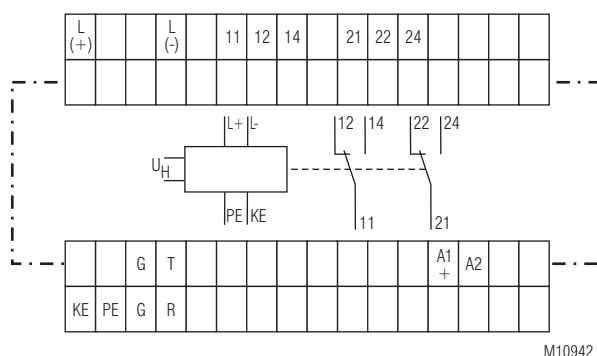 L (+) L (-) 11 12 14 21 22 24
L+ L- 12 14 22 24
UH
PE KE 11 21
G T A1 + A2
KE PE G R
M10942